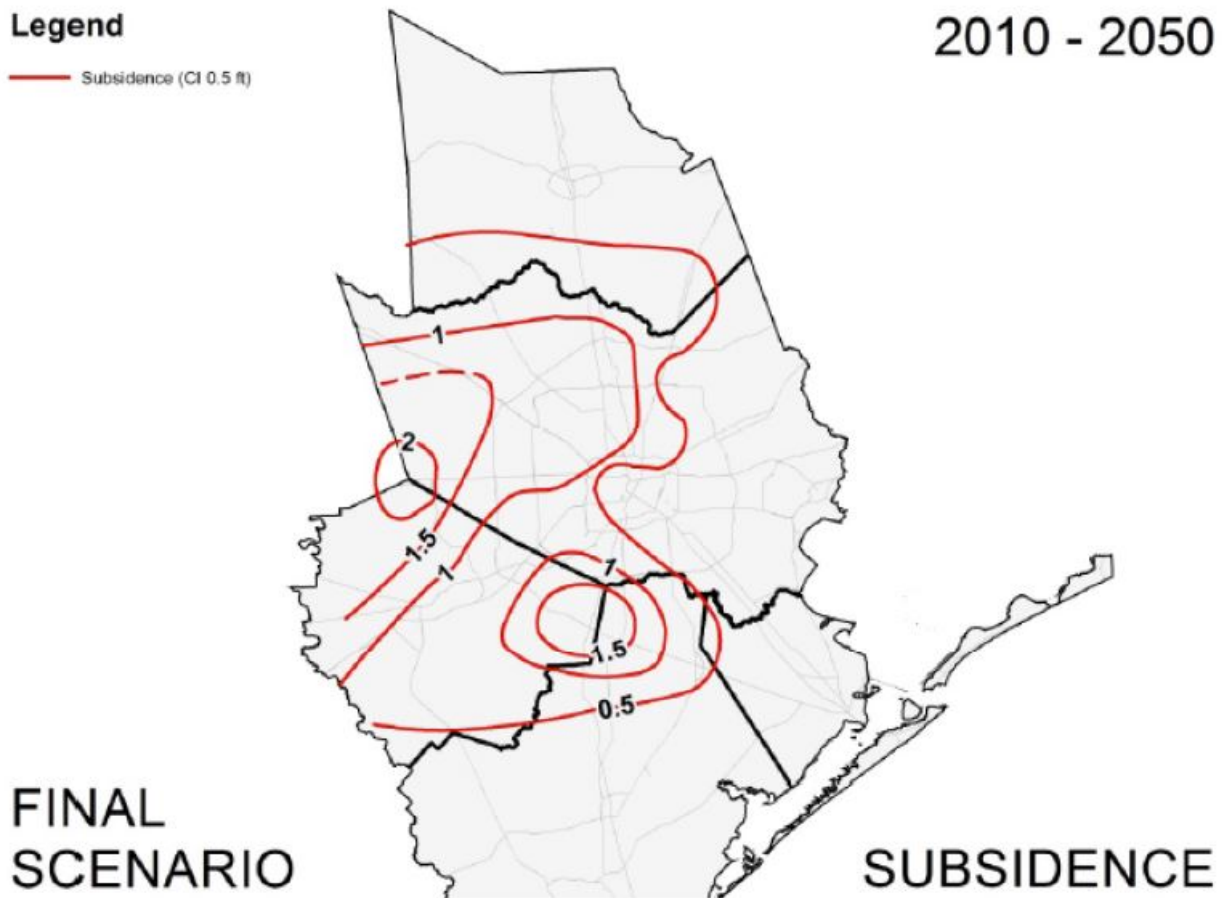 Legend
2010 - 2050
Subsidence (CI 0.5 ft)
1
2
1.5
1
1
1.5
0.5
FINAL
SCENARIO
SUBSIDENCE